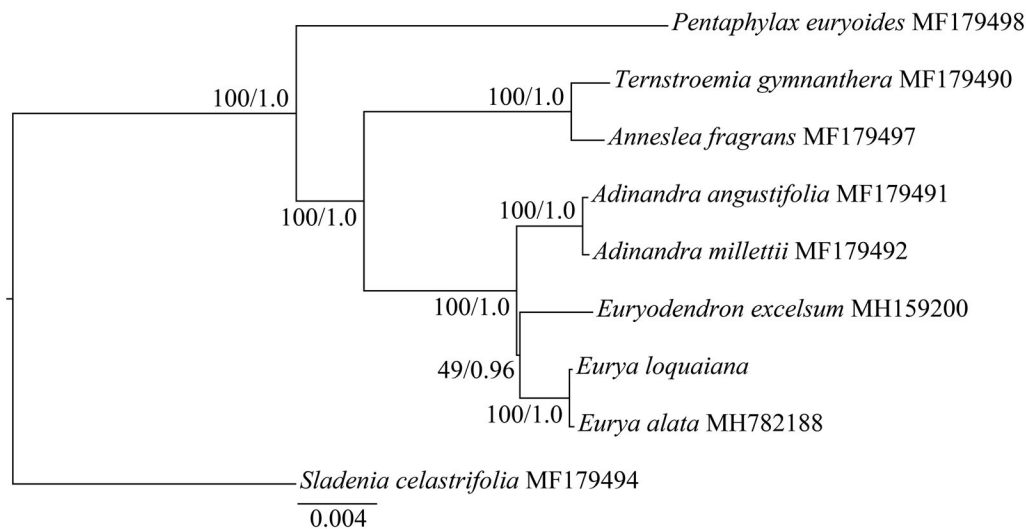 Pentaphylax euryoides MF179498
Ternstroemia gymnanthera MF179490
100/1.0
100/1.0
Anneslea fragrans MF179497
Adinandra angustifolia MF179491
100/1.0
100/1.0
Adinandra millettii MF179492
100/1.0
Euryodendron excelsum MH159200
49/0.96
Eurya loquaiana
100/1.0
Eurya alata MH782188
Sladenia celastrifolia MF179494
0.004